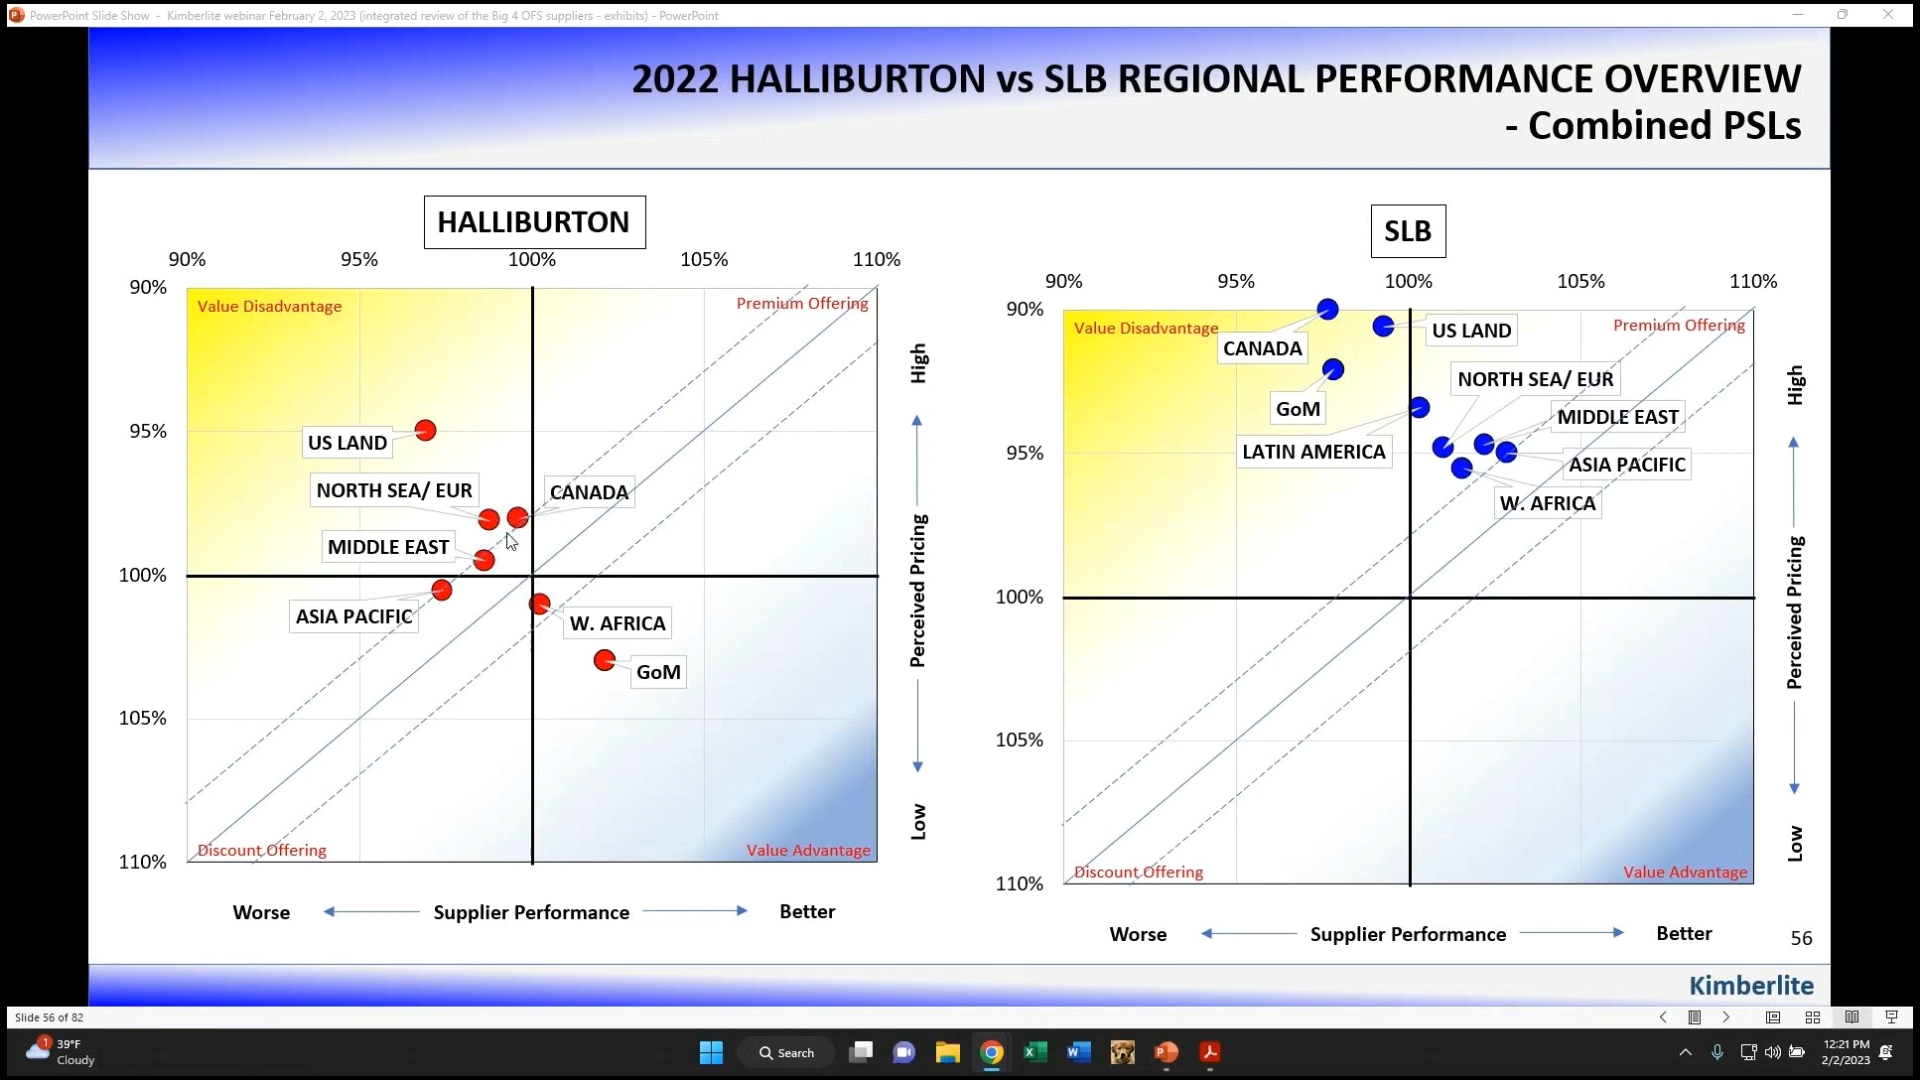 PowerPoint Slide Show - Kimberlite webinar February 2, 2023 (integrated review of the Big 4 OFS suppliers - exhibits) - PowerPoint
2022 HALLIBURTON vs SLB REGIONAL PERFORMANCE OVERVIEW
- Combined PSLs
HALLIBURTON
90%
95%
100%
105%
110%
90%
95%
100%
105%
110%
Value Disadvantage
Premium Offering
US LAND
NORTH SEA/ EUR
CANADA
MIDDLE EAST
ASIA PACIFIC
W. AFRICA
GoM
Discount Offering
Value Advantage
High
Perceived Pricing
Low
Worse
Supplier Performance
Better
SLB
90%
95%
100%
105%
110%
90%
95%
100%
105%
110%
Value Disadvantage
Premium Offering
CANADA
US LAND
GoM
NORTH SEA/ EUR
MIDDLE EAST
LATIN AMERICA
ASIA PACIFIC
W. AFRICA
Discount Offering
Value Advantage
High
Perceived Pricing
Low
Worse
Supplier Performance
Better
56
Kimberlite
Slide 56 of 82
1
39°F
Cloudy
Search
12:21 PM
2/2/2023